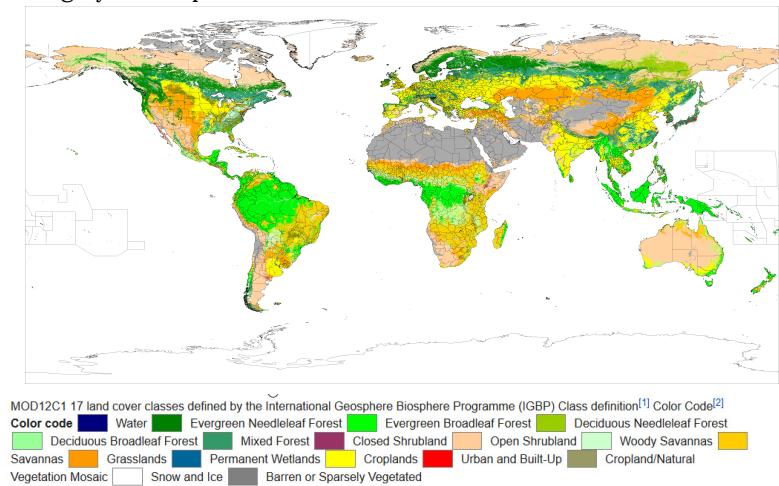 MOD12C1 17 land cover classes defined by the International Geosphere Biosphere Programme (IGBP) Class definition[1] Color Code[2]
Color code Water Evergreen Needleleaf Forest Evergreen Broadleaf Forest Deciduous Needleleaf Forest
Deciduous Broadleaf Forest Mixed Forest Closed Shrubland Open Shrubland Woody Savannas
Savannas Grasslands Permanent Wetlands Croplands Urban and Built-Up Cropland/Natural
Vegetation Mosaic Snow and Ice Barren or Sparsely Vegetated